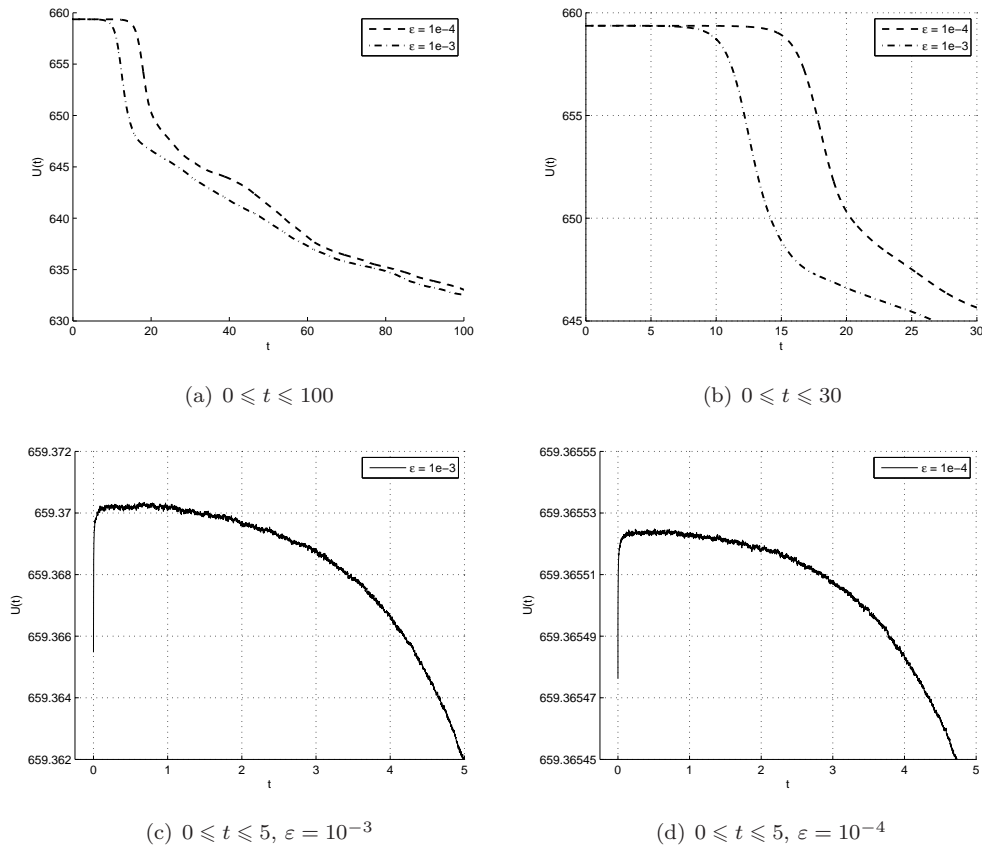 660
655
650
645
640
635
630
U(t)
0 20 40 60 80 100
t
ε = 1e−4
ε = 1e−3
(a) 0 ⩽ t ⩽ 100
660
655
650
645
U(t)
0 5 10 15 20 25 30
t
ε = 1e−4
ε = 1e−3
(b) 0 ⩽ t ⩽ 30
659.372
659.37
659.368
659.366
659.364
659.362
U(t)
0 1 2 3 4 5
t
ε = 1e−3
(c) 0 ⩽ t ⩽ 5, ε = 10⁻³
659.36555
659.36553
659.36551
659.36549
659.36547
659.36545
U(t)
0 1 2 3 4 5
t
ε = 1e−4
(d) 0 ⩽ t ⩽ 5, ε = 10⁻⁴